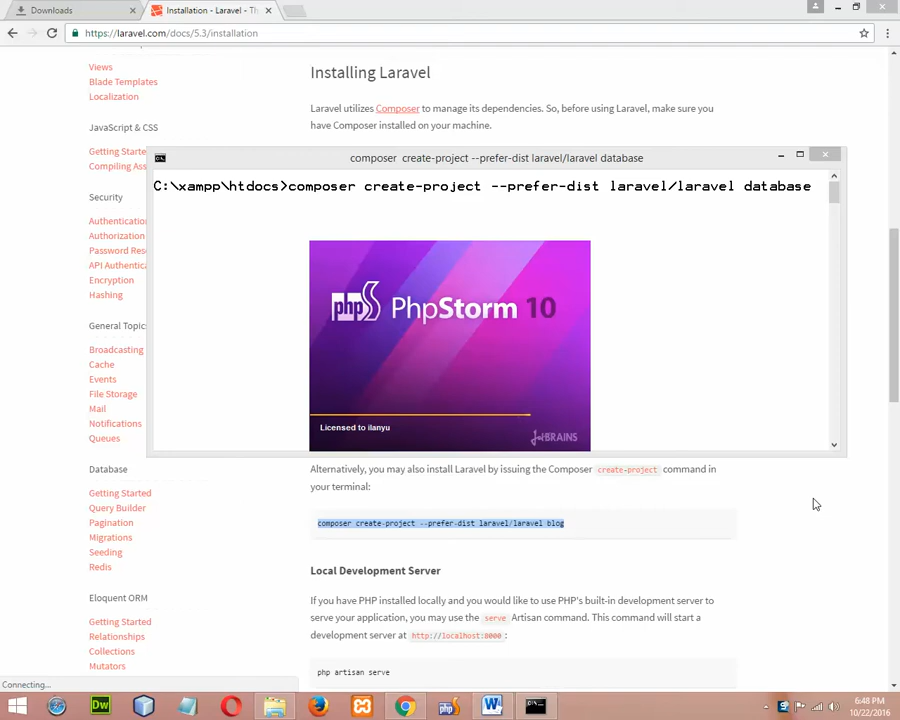 Downloads
Installation - Laravel - Th
https://laravel.com/docs/5.3/installation
Views
Blade Templates
Localization
JavaScript & CSS
Getting Starte
Compiling Ass
Security
Authenticatio
Authorization
Password Res
API Authentica
Encryption
Hashing
General Topic
Broadcasting
Cache
Events
File Storage
Mail
Notifications
Queues
Database
Getting Started
Query Builder
Pagination
Migrations
Seeding
Redis
Eloquent ORM
Getting Started
Relationships
Collections
Mutators
Installing Laravel
Laravel utilizes Composer to manage its dependencies. So, before using Laravel, make sure you
have Composer installed on your machine.
composer create-project --prefer-dist laravel/laravel database
C:\xampp\htdocs>composer create-project --prefer-dist laravel/laravel database
php PhpStorm 10
Licensed to ilanyu
JetBRAINS
Alternatively, you may also install Laravel by issuing the Composer create-project command in
your terminal:
composer create-project --prefer-dist laravel/laravel blog
Local Development Server
If you have PHP installed locally and you would like to use PHP's built-in development server to
serve your application, you may use the serve Artisan command. This command will start a
development server at http://localhost:8000 :
php artisan serve
Connecting...
Dw
6:48 PM
10/22/2016